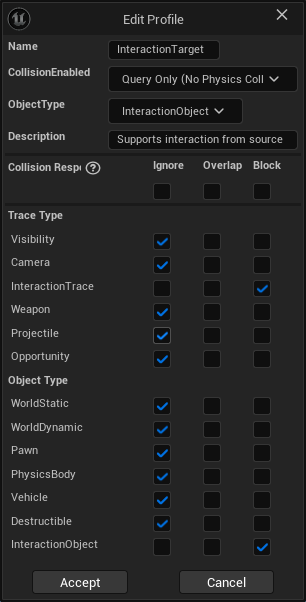 Edit Profile
Name InteractionTarget
CollisionEnabled Query Only (No Physics Coll
ObjectType InteractionObject
Description Supports interaction from source
Collision Respo ? Ignore Overlap Block
Trace Type
Visibility
Camera
InteractionTrace
Weapon
Projectile
Opportunity
Object Type
WorldStatic
WorldDynamic
Pawn
PhysicsBody
Vehicle
Destructible
InteractionObject
Accept Cancel